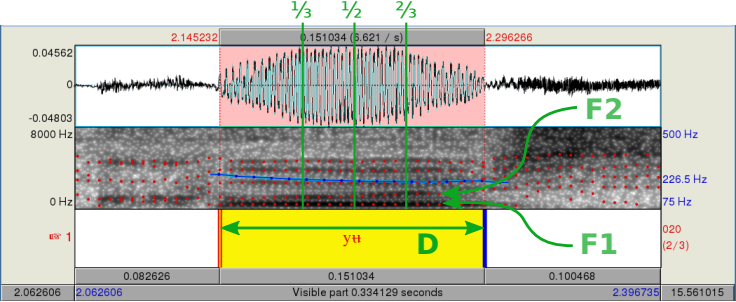 ⅓ ½ ⅔
2.145232 0.151034 (6.621 / s) 2.296266
0.04562
0
-0.04803
8000 Hz 500 Hz
F2
226.5 Hz
0 Hz 75 Hz
☞ 1 yʉ D F1 020
(2/3)
0.082626 0.151034 0.100468
2.062606 2.062606 Visible part 0.334129 seconds 2.396735 15.561015